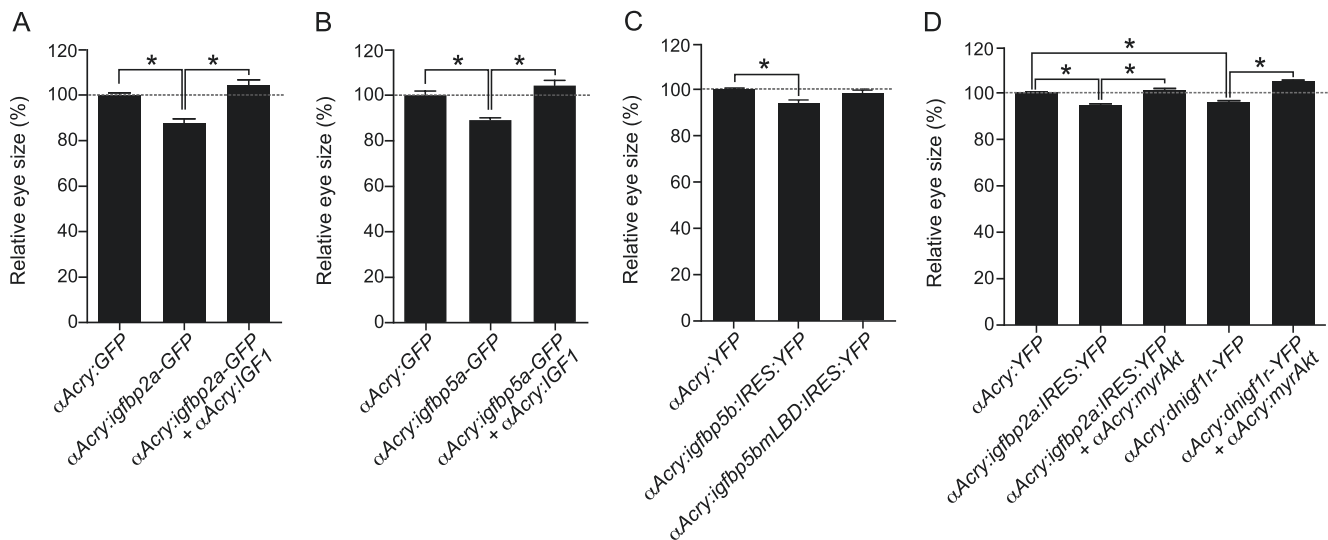 A
Relative eye size (%)
120
100
80
60
40
20
0
* *
αAcry:GFP
αAcry:igfbp2a-GFP
αAcry:igfbp2a-GFP
+ αAcry:IGF1
B
Relative eye size (%)
120
100
80
60
40
20
0
* *
αAcry:GFP
αAcry:igfbp5a-GFP
αAcry:igfbp5a-GFP
+ αAcry:IGF1
C
Relative eye size (%)
120
100
80
60
40
20
0
*
αAcry:YFP
αAcry:igfbp5b:IRES:YFP
αAcry:igfbp5bmLBD:IRES:YFP
D
Relative eye size (%)
120
100
80
60
40
20
0
*
* * *
αAcry:YFP
αAcry:igfbp2a:IRES:YFP
αAcry:igfbp2a:IRES:YFP
+ αAcry:myrAkt
αAcry:dnigf1r-YFP
αAcry:dnigf1r-YFP
+ αAcry:myrAkt